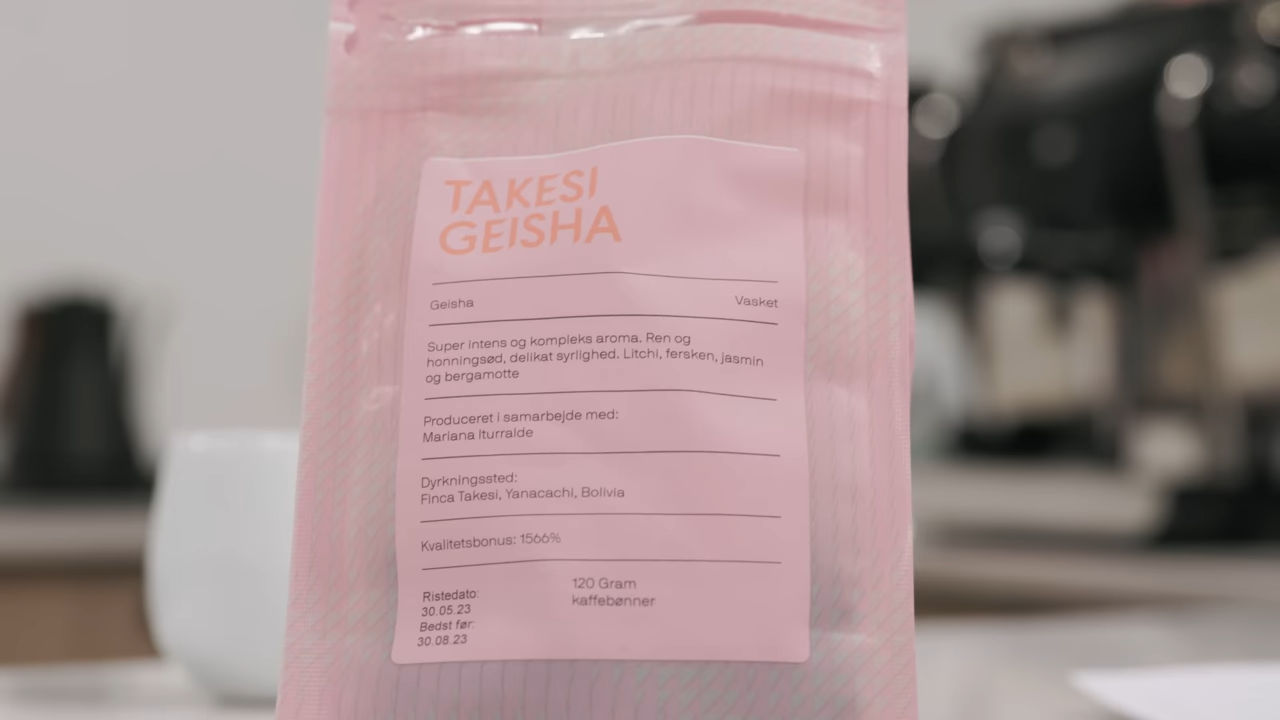 TAKESI
GEISHA
Geisha Vasket
Super intens og kompleks aroma. Ren og
honningsød, delikat syrlighed. Litchi, fersken, jasmin
og bergamotte
Produceret i samarbejde med:
Mariana Iturralde
Dyrkningssted:
Finca Takesi, Yanacachi, Bolivia
Kvalitetsbonus: 1566%
Ristedato:
30.05.23
Bedst før:
30.08.23
120 Gram
kaffebønner